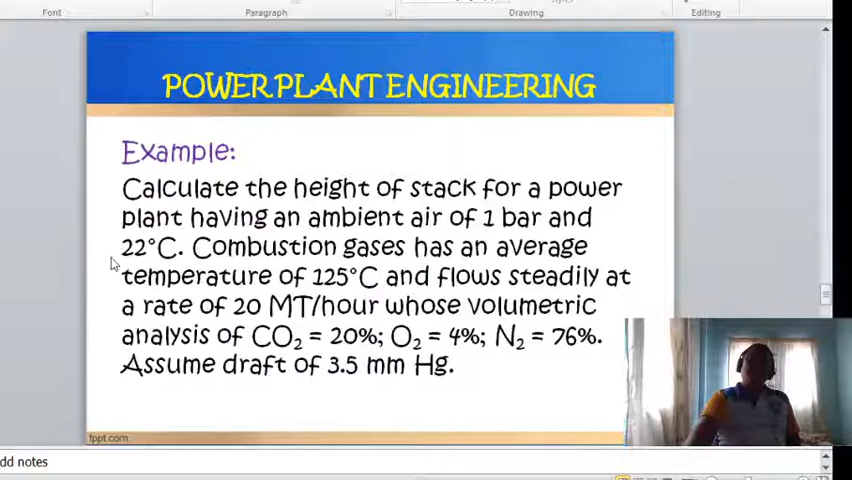 Font
Paragraph
Drawing
Editing
POWER PLANT ENGINEERING
Example:
Calculate the height of stack for a power
plant having an ambient air of 1 bar and
22°C. Combustion gases has an average
temperature of 125°C and flows steadily at
a rate of 20 MT/hour whose volumetric
analysis of CO₂ = 20%; O₂ = 4%; N₂ = 76%.
Assume draft of 3.5 mm Hg.
fppt.com
dd notes